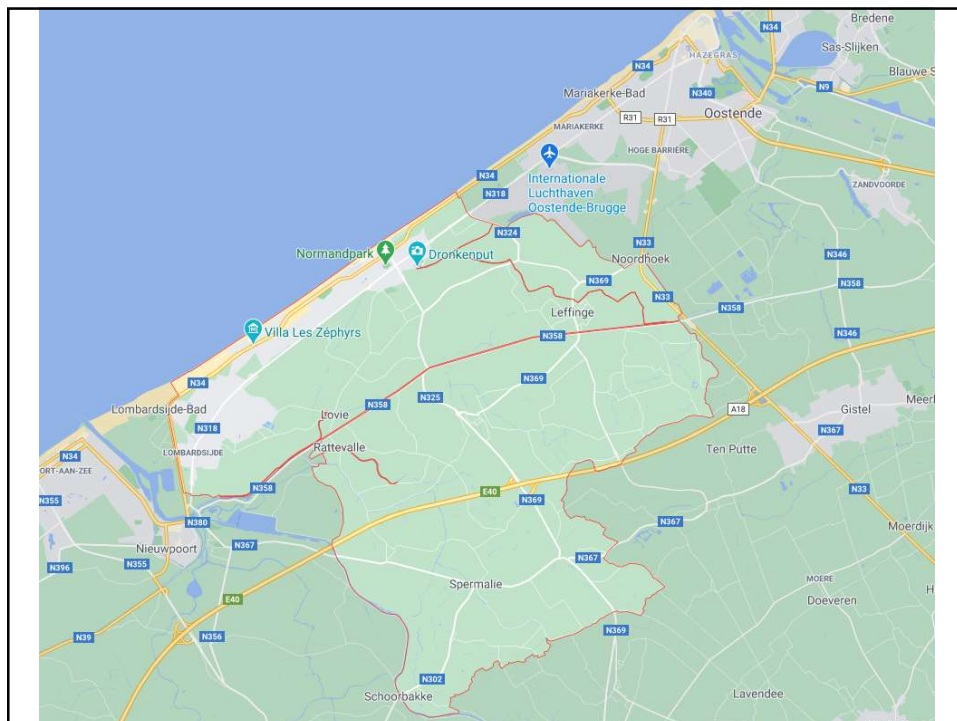 N34
Bredene
HAZEGRAS
Sas-Slijken
N34
Blauwe S
Mariakerke-Bad
N340
N9
Oostende
R31
R31
MARIAKERKE
HOGE BARRIÈRE
N34
Internationale
Luchthaven
Oostende-Brugge
ZANDVOORDE
N318
N324
Normandpark
Dronkenput
N33
N346
Noordhoek
N369
N358
N33
N358
Leffinge
Villa Les Zéphyrs
N358
N346
N34
N369
Lombardsijde-Bad
N325
Lovie
N358
A18
Gistel
Meerl
N318
N367
Rattevalle
LOMBARDSIJDE
Ten Putte
N34
ORT-AAN-ZEE
N358
E40
N33
N355
N369
N380
N367
N367
Moerdijk
Nieuwpoort
N355
N367
N396
MOERE
Spermalie
H
E40
Doeveren
N39
N356
N369
N302
Schoorbakke
Lavendee